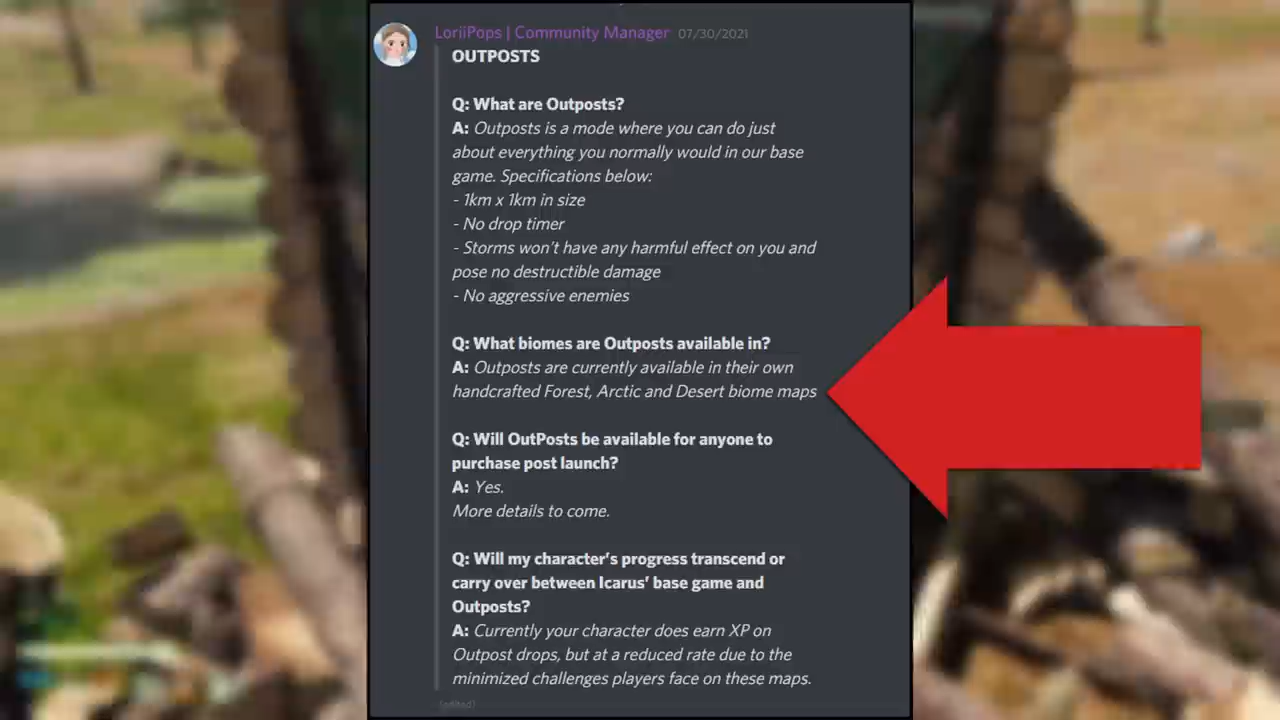 LoriiPops | Community Manager 07/30/2021
OUTPOSTS
Q: What are Outposts?
A: Outposts is a mode where you can do just
about everything you normally would in our base
game. Specifications below:
- 1km x 1km in size
- No drop timer
- Storms won't have any harmful effect on you and
pose no destructible damage
- No aggressive enemies
Q: What biomes are Outposts available in?
A: Outposts are currently available in their own
handcrafted Forest, Arctic and Desert biome maps
Q: Will OutPosts be available for anyone to
purchase post launch?
A: Yes.
More details to come.
Q: Will my character's progress transcend or
carry over between Icarus' base game and
Outposts?
A: Currently your character does earn XP on
Outpost drops, but at a reduced rate due to the
minimized challenges players face on these maps.
(edited)